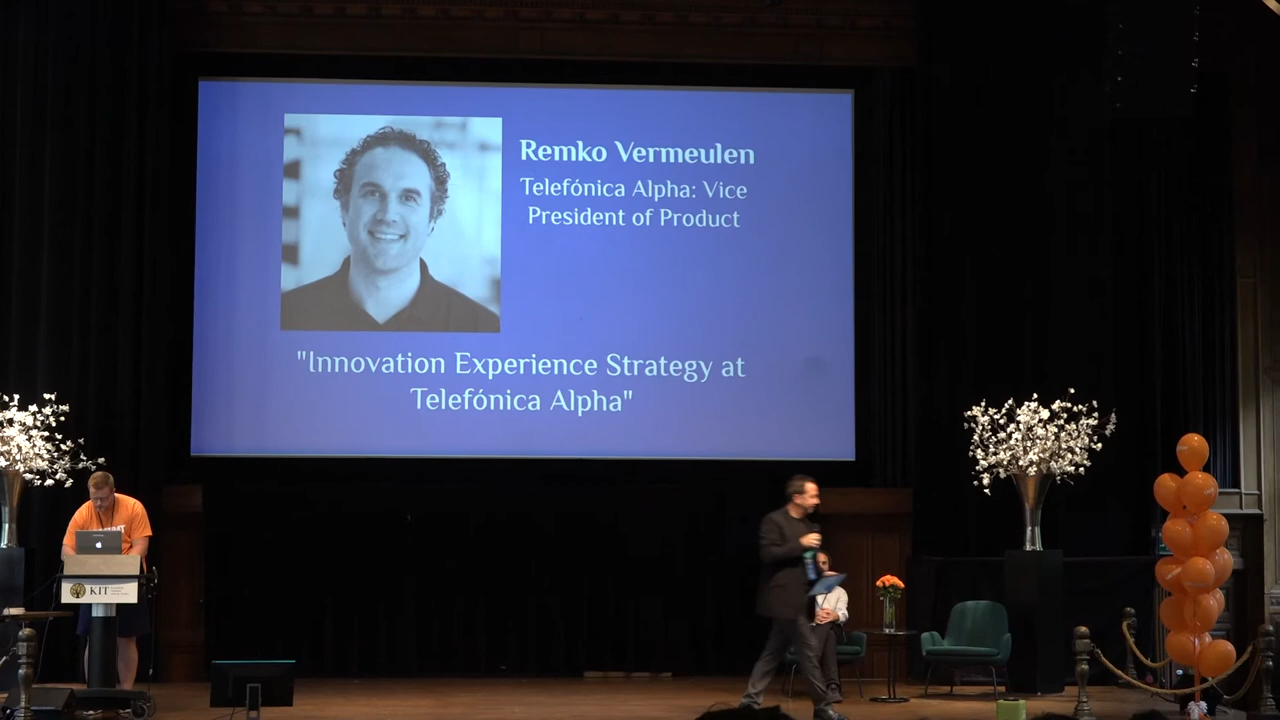 Remko Vermeulen
Telefónica Alpha: Vice
President of Product
"Innovation Experience Strategy at
Telefónica Alpha"
KIT